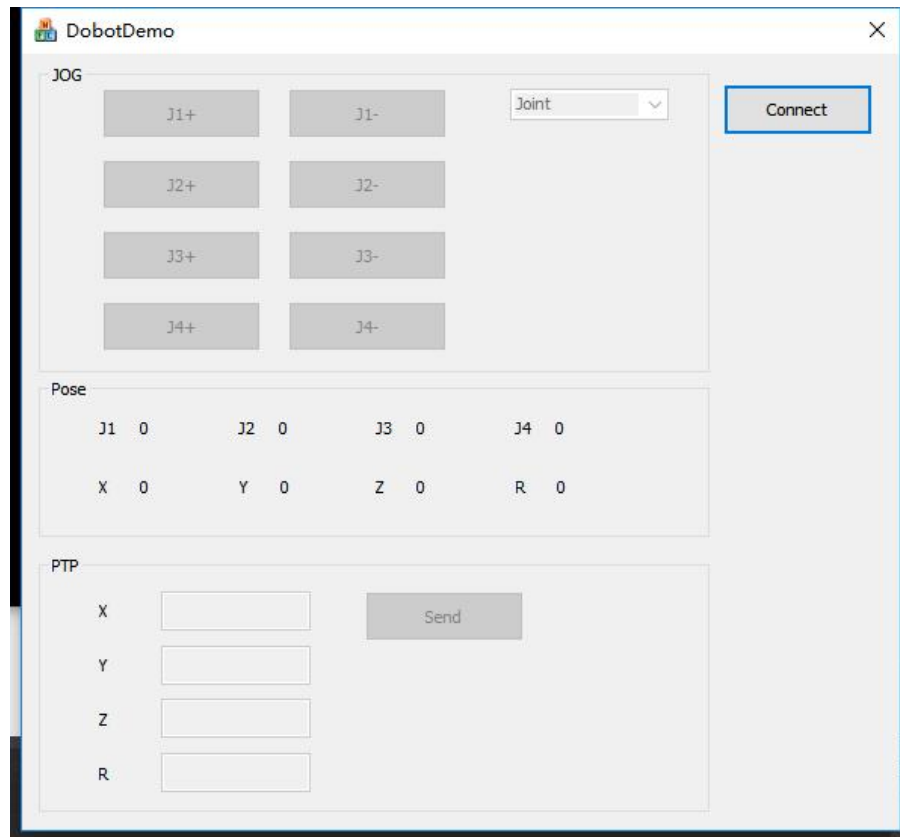 DobotDemo
JOG
J1+ J1- Joint Connect
J2+ J2-
J3+ J3-
J4+ J4-
Pose
J1 0 J2 0 J3 0 J4 0
X 0 Y 0 Z 0 R 0
PTP
X Send
Y
Z
R